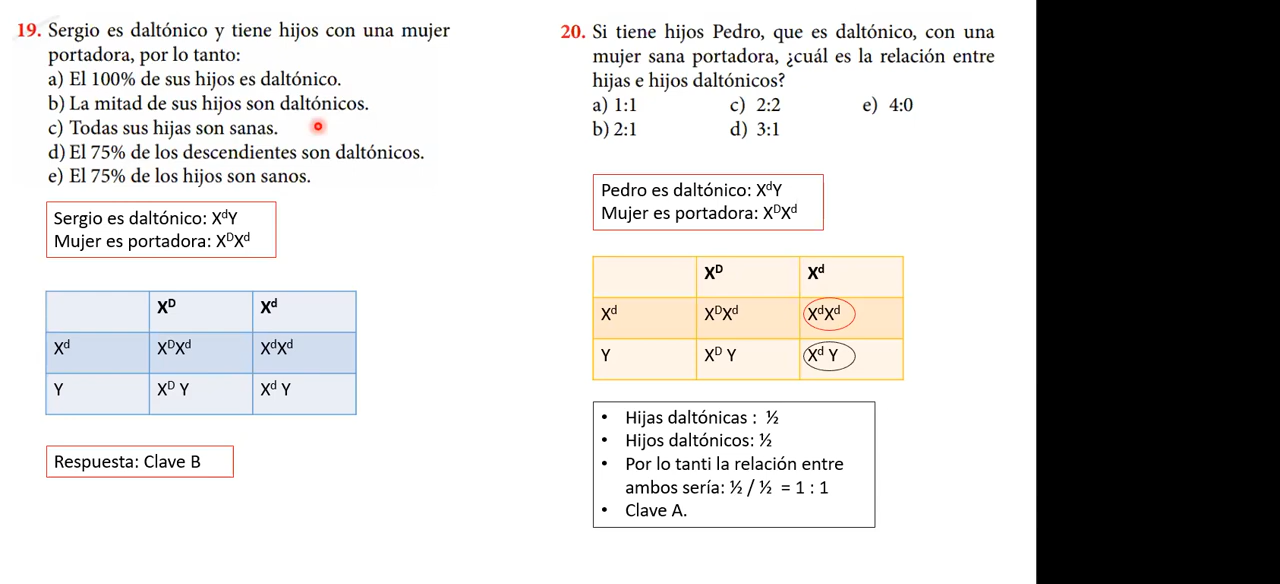 19. Sergio es daltónico y tiene hijos con una mujer
portadora, por lo tanto:
a) El 100% de sus hijos es daltónico.
b) La mitad de sus hijos son daltónicos.
c) Todas sus hijas son sanas.
d) El 75% de los descendientes son daltónicos.
e) El 75% de los hijos son sanos.
Sergio es daltónico: XᵈY
Mujer es portadora: XᴰXᵈ
Xᴰ Xᵈ
Xᵈ XᴰXᵈ XᵈXᵈ
Y Xᴰ Y Xᵈ Y
Respuesta: Clave B
20. Si tiene hijos Pedro, que es daltónico, con una
mujer sana portadora, ¿cuál es la relación entre
hijas e hijos daltónicos?
a) 1:1 c) 2:2 e) 4:0
b) 2:1 d) 3:1
Pedro es daltónico: XᵈY
Mujer es portadora: XᴰXᵈ
Xᴰ Xᵈ
Xᵈ XᴰXᵈ XᵈXᵈ
Y Xᴰ Y Xᵈ Y
• Hijas daltónicas : ½
• Hijos daltónicos: ½
• Por lo tanti la relación entre
ambos sería: ½ / ½ = 1 : 1
• Clave A.